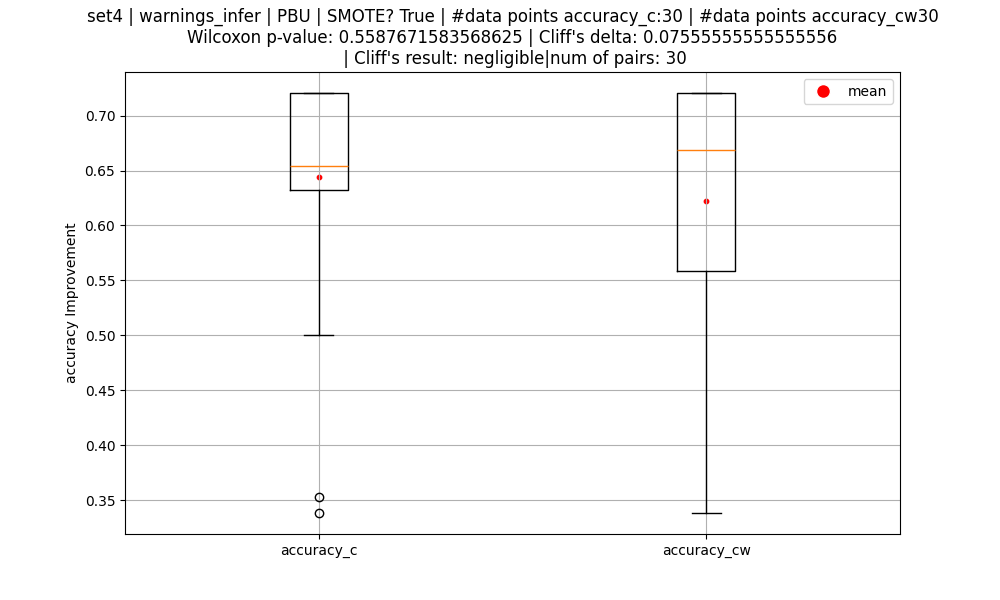 set4 | warnings_infer | PBU | SMOTE? True | #data points accuracy_c:30 | #data points accuracy_cw30
Wilcoxon p-value: 0.5587671583568625 | Cliff's delta: 0.07555555555555556
| Cliff's result: negligible|num of pairs: 30
mean
0.70
0.65
0.60
0.55
0.50
0.45
0.40
0.35
accuracy Improvement
accuracy_c
accuracy_cw